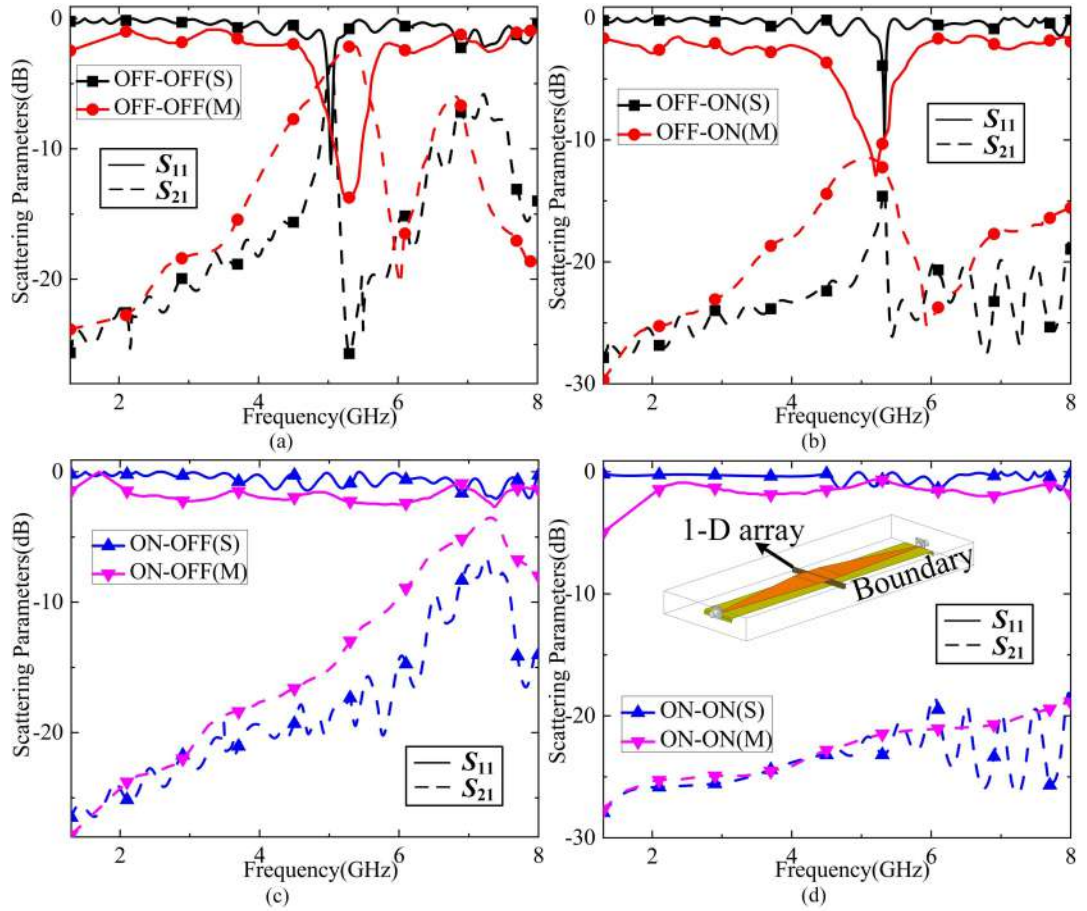 0
-10
-20
Scattering Parameters(dB)
OFF-OFF(S)
OFF-OFF(M)
S11
S21
2
4
6
8
Frequency(GHz)
(a)
0
-10
-20
-30
Scattering Parameters(dB)
OFF-ON(S)
OFF-ON(M)
S11
S21
2
4
6
8
Frequency(GHz)
(b)
0
-10
-20
Scattering Parameters(dB)
ON-OFF(S)
ON-OFF(M)
S11
S21
2
4
6
8
Frequency(GHz)
(c)
0
-10
-20
-30
Scattering Parameters(dB)
1-D array
Boundary
S11
S21
ON-ON(S)
ON-ON(M)
2
4
6
8
Frequency(GHz)
(d)